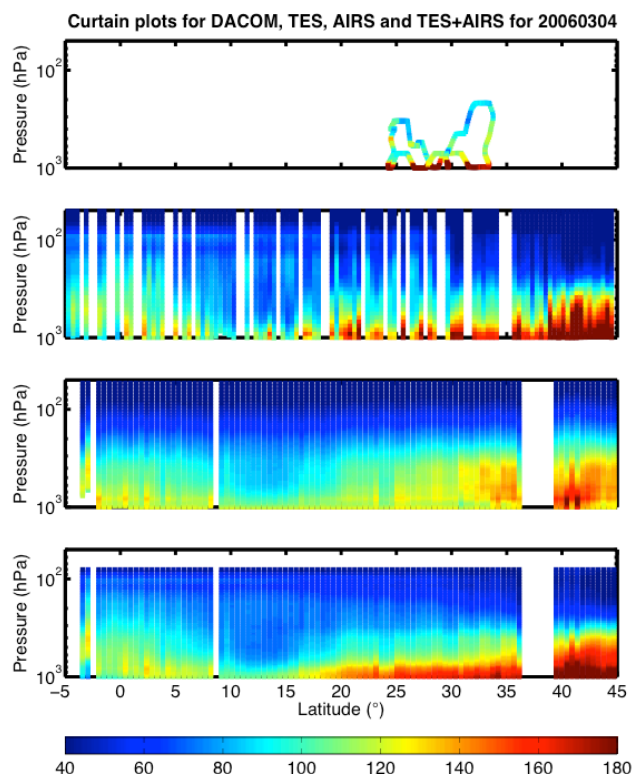 Curtain plots for DACOM, TES, AIRS and TES+AIRS for 20060304
Pressure (hPa)
10²
10³
Pressure (hPa)
10²
10³
Pressure (hPa)
10²
10³
Pressure (hPa)
10²
10³
−5 0 5 10 15 20 25 30 35 40 45
Latitude (°)
40 60 80 100 120 140 160 180